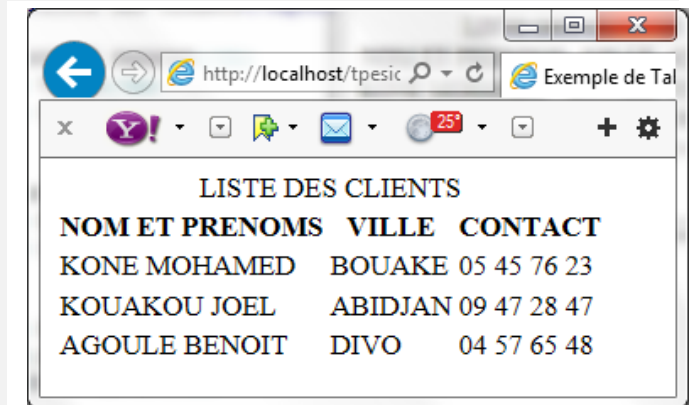 http://localhost/tpesic
Exemple de Tal
Y!
25°
LISTE DES CLIENTS
NOM ET PRENOMS VILLE CONTACT
KONE MOHAMED BOUAKE 05 45 76 23
KOUAKOU JOEL ABIDJAN 09 47 28 47
AGOULE BENOIT DIVO 04 57 65 48